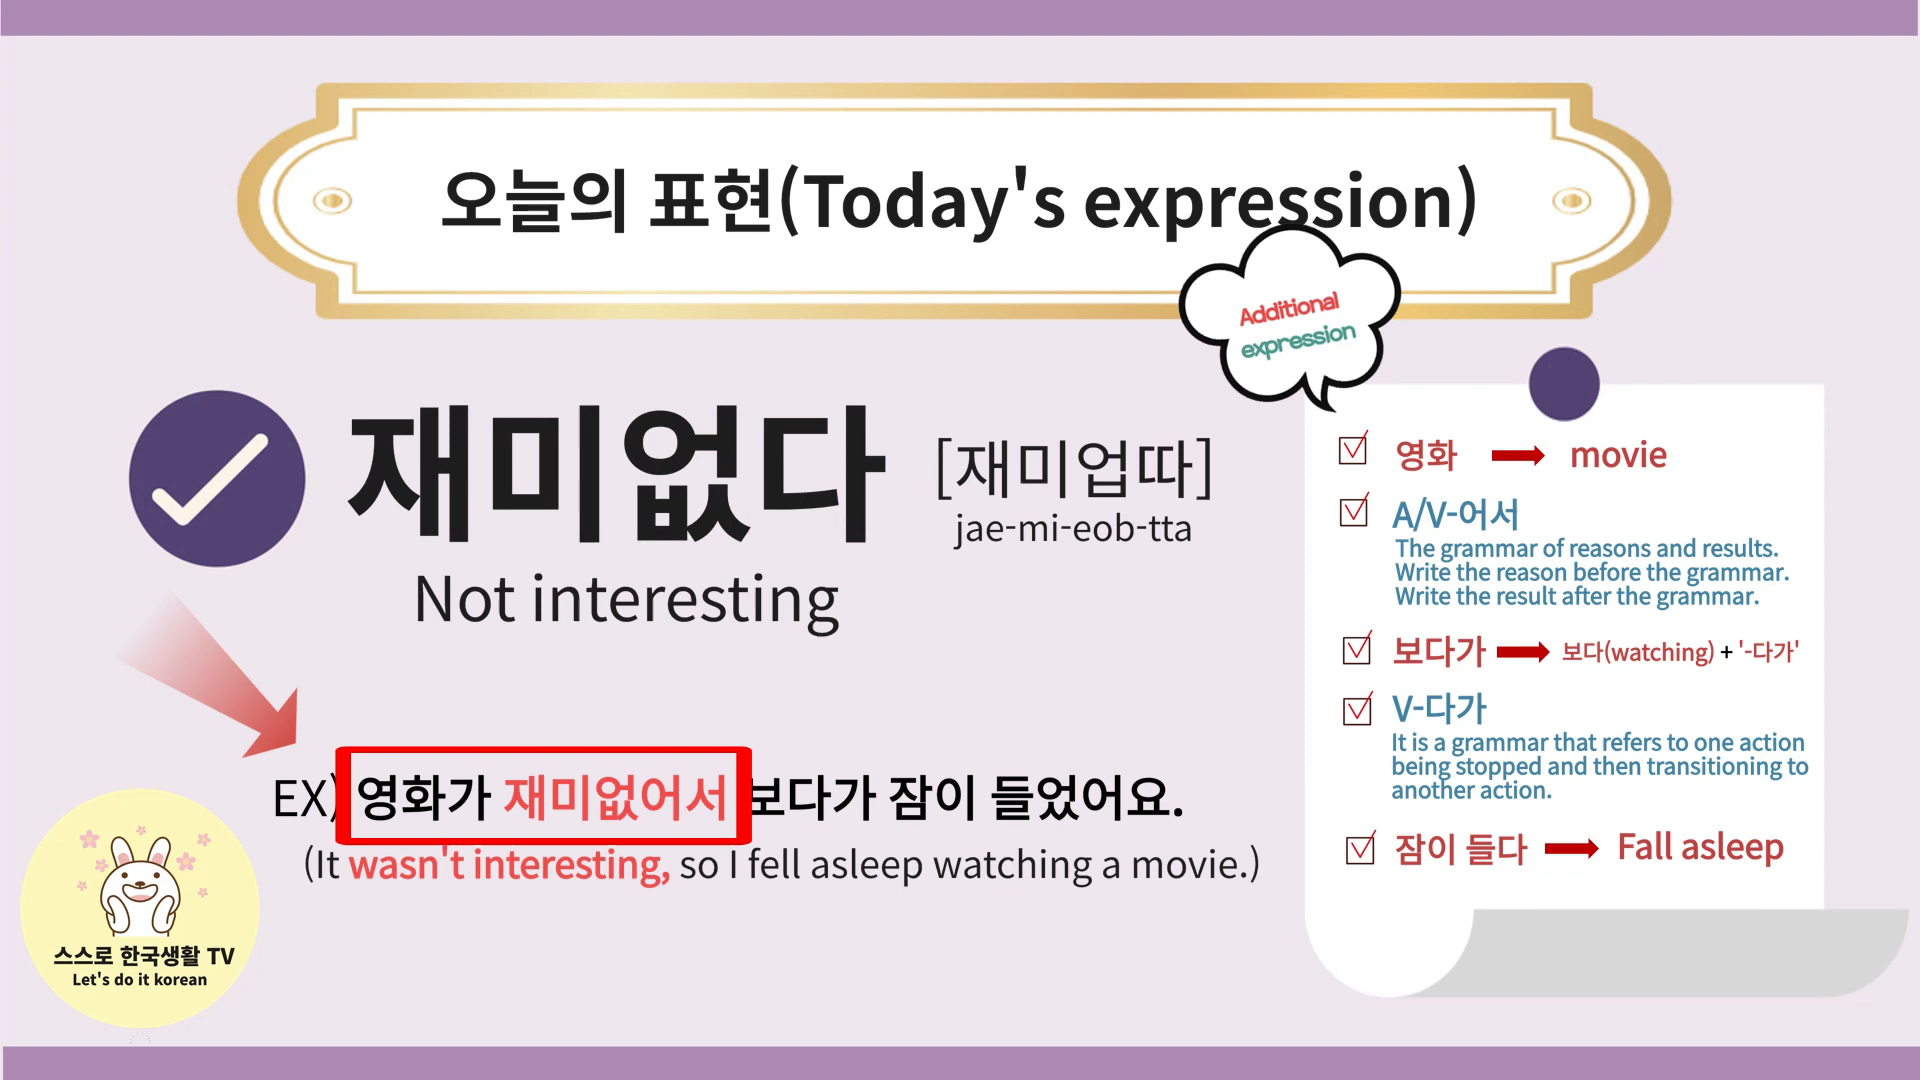 오늘의 표현(Today's expression)
Additional
expression
재미없다
[재미업따]
jae-mi-eob-tta
Not interesting
EX) 영화가 재미없어서 보다가 잠이 들었어요.
(It wasn't interesting, so I fell asleep watching a movie.)
영화 movie
A/V-어서
The grammar of reasons and results.
Write the reason before the grammar.
Write the result after the grammar.
보다가 보다(watching) + '-다가'
V-다가
It is a grammar that refers to one action
being stopped and then transitioning to
another action.
잠이 들다 Fall asleep
스스로 한국생활 TV
Let's do it korean